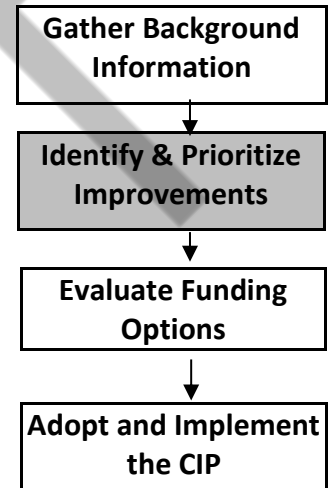 Gather Background
Information
Identify & Prioritize
Improvements
Evaluate Funding
Options
Adopt and Implement
the CIP